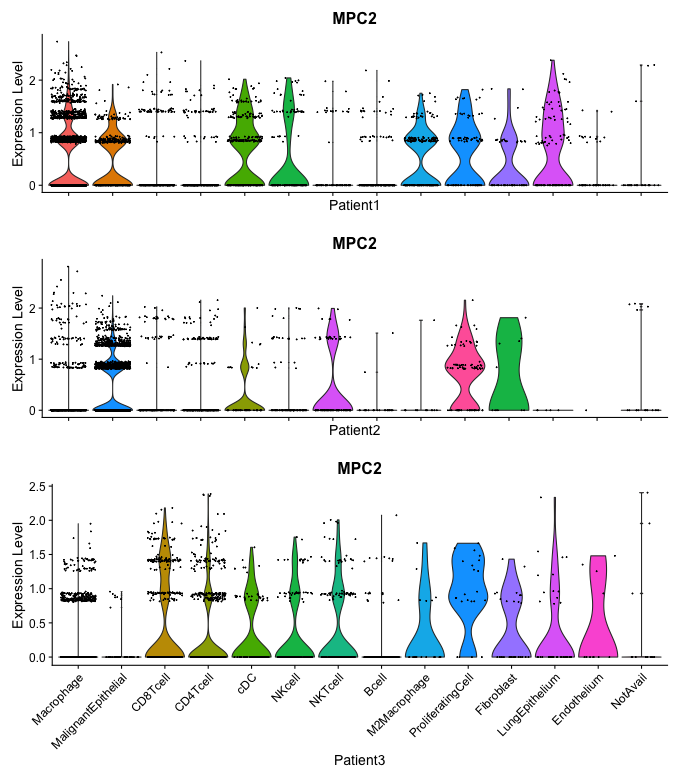 MPC2
Expression Level
2
1
0
Patient1
MPC2
Expression Level
2
1
0
Patient2
MPC2
Expression Level
2.5
2.0
1.5
1.0
0.5
0.0
Macrophage
MalignantEpithelial
CD8Tcell
CD4Tcell
cDC
NKcell
NKTcell
Bcell
M2Macrophage
ProliferatingCell
Fibroblast
LungEpithelium
Endothelium
NotAvail
Patient3